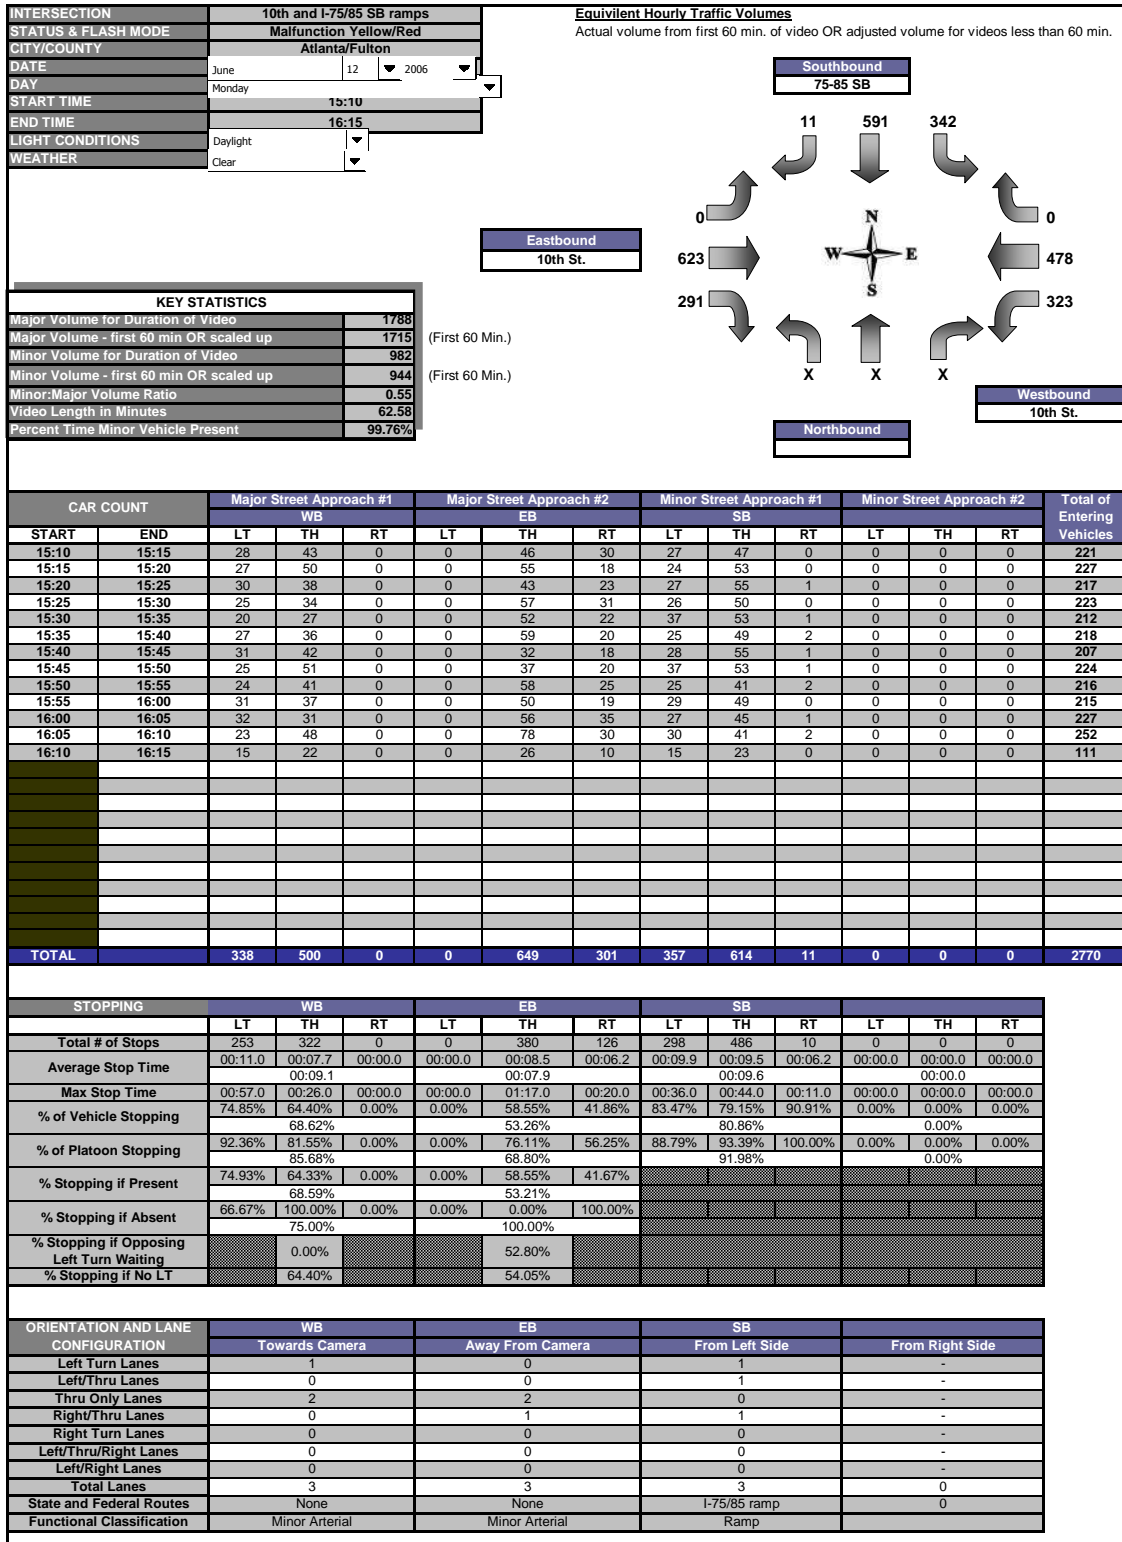 INTERSECTION 10th and I-75/85 SB ramps
STATUS & FLASH MODE Malfunction Yellow/Red
CITY/COUNTY Atlanta/Fulton
DATE June 12 2006
DAY Monday
START TIME 15:10
END TIME 16:15
LIGHT CONDITIONS Daylight
WEATHER Clear
Equivilent Hourly Traffic Volumes
Actual volume from first 60 min. of video OR adjusted volume for videos less than 60 min.
Southbound
75-85 SB
11 591 342
0 N 0
Eastbound
10th St.
623 W E 478
S
291 323
X X X
Westbound
10th St.
Northbound
KEY STATISTICS
Major Volume for Duration of Video 1788
Major Volume - first 60 min OR scaled up 1715 (First 60 Min.)
Minor Volume for Duration of Video 982
Minor Volume - first 60 min OR scaled up 944 (First 60 Min.)
Minor:Major Volume Ratio 0.55
Video Length in Minutes 62.58
Percent Time Minor Vehicle Present 99.76%
CAR COUNT Major Street Approach #1 Major Street Approach #2 Minor Street Approach #1 Minor Street Approach #2 Total of Entering Vehicles
WB EB SB
START END LT TH RT LT TH RT LT TH RT LT TH RT
15:10 15:15 28 43 0 0 46 30 27 47 0 0 0 0 221
15:15 15:20 27 50 0 0 55 18 24 53 0 0 0 0 227
15:20 15:25 30 38 0 0 43 23 27 55 1 0 0 0 217
15:25 15:30 25 34 0 0 57 31 26 50 0 0 0 0 223
15:30 15:35 20 27 0 0 52 22 37 53 1 0 0 0 212
15:35 15:40 27 36 0 0 59 20 25 49 2 0 0 0 218
15:40 15:45 31 42 0 0 32 18 28 55 1 0 0 0 207
15:45 15:50 25 51 0 0 37 20 37 53 1 0 0 0 224
15:50 15:55 24 41 0 0 58 25 25 41 2 0 0 0 216
15:55 16:00 31 37 0 0 50 19 29 49 0 0 0 0 215
16:00 16:05 32 31 0 0 56 35 27 45 1 0 0 0 227
16:05 16:10 23 48 0 0 78 30 30 41 2 0 0 0 252
16:10 16:15 15 22 0 0 26 10 15 23 0 0 0 0 111
TOTAL 338 500 0 0 649 301 357 614 11 0 0 0 2770
STOPPING WB EB SB
LT TH RT LT TH RT LT TH RT LT TH RT
Total # of Stops 253 322 0 0 380 126 298 486 10 0 0 0
Average Stop Time 00:11.0 00:07.7 00:00.0 00:00.0 00:08.5 00:06.2 00:09.9 00:09.5 00:06.2 00:00.0 00:00.0 00:00.0
00:09.1 00:07.9 00:09.6 00:00.0
Max Stop Time 00:57.0 00:26.0 00:00.0 00:00.0 01:17.0 00:20.0 00:36.0 00:44.0 00:11.0 00:00.0 00:00.0 00:00.0
% of Vehicle Stopping 74.85% 64.40% 0.00% 0.00% 58.55% 41.86% 83.47% 79.15% 90.91% 0.00% 0.00% 0.00%
68.62% 53.26% 80.86% 0.00%
% of Platoon Stopping 92.36% 81.55% 0.00% 0.00% 76.11% 56.25% 88.79% 93.39% 100.00% 0.00% 0.00% 0.00%
85.68% 68.80% 91.98% 0.00%
% Stopping if Present 74.93% 64.33% 0.00% 0.00% 58.55% 41.67%
68.59% 53.21%
% Stopping if Absent 66.67% 100.00% 0.00% 0.00% 0.00% 100.00%
75.00% 100.00%
% Stopping if Opposing
Left Turn Waiting 0.00% 52.80%
% Stopping if No LT 64.40% 54.05%
ORIENTATION AND LANE WB EB SB
CONFIGURATION Towards Camera Away From Camera From Left Side From Right Side
Left Turn Lanes 1 0 1 -
Left/Thru Lanes 0 0 1 -
Thru Only Lanes 2 2 0 -
Right/Thru Lanes 0 1 1 -
Right Turn Lanes 0 0 0 -
Left/Thru/Right Lanes 0 0 0 -
Left/Right Lanes 0 0 0 -
Total Lanes 3 3 3 0
State and Federal Routes None None I-75/85 ramp 0
Functional Classification Minor Arterial Minor Arterial Ramp